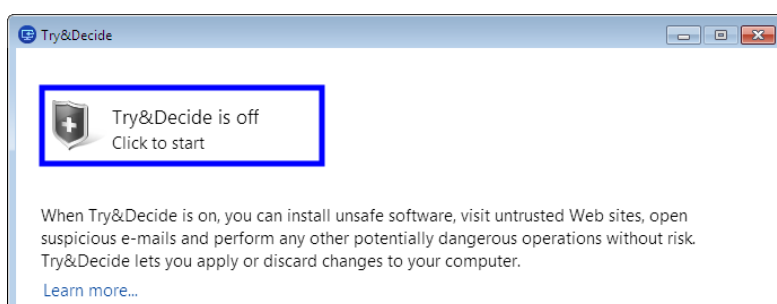 Try&Decide
Try&Decide is off
Click to start
When Try&Decide is on, you can install unsafe software, visit untrusted Web sites, open
suspicious e-mails and perform any other potentially dangerous operations without risk.
Try&Decide lets you apply or discard changes to your computer.
Learn more...